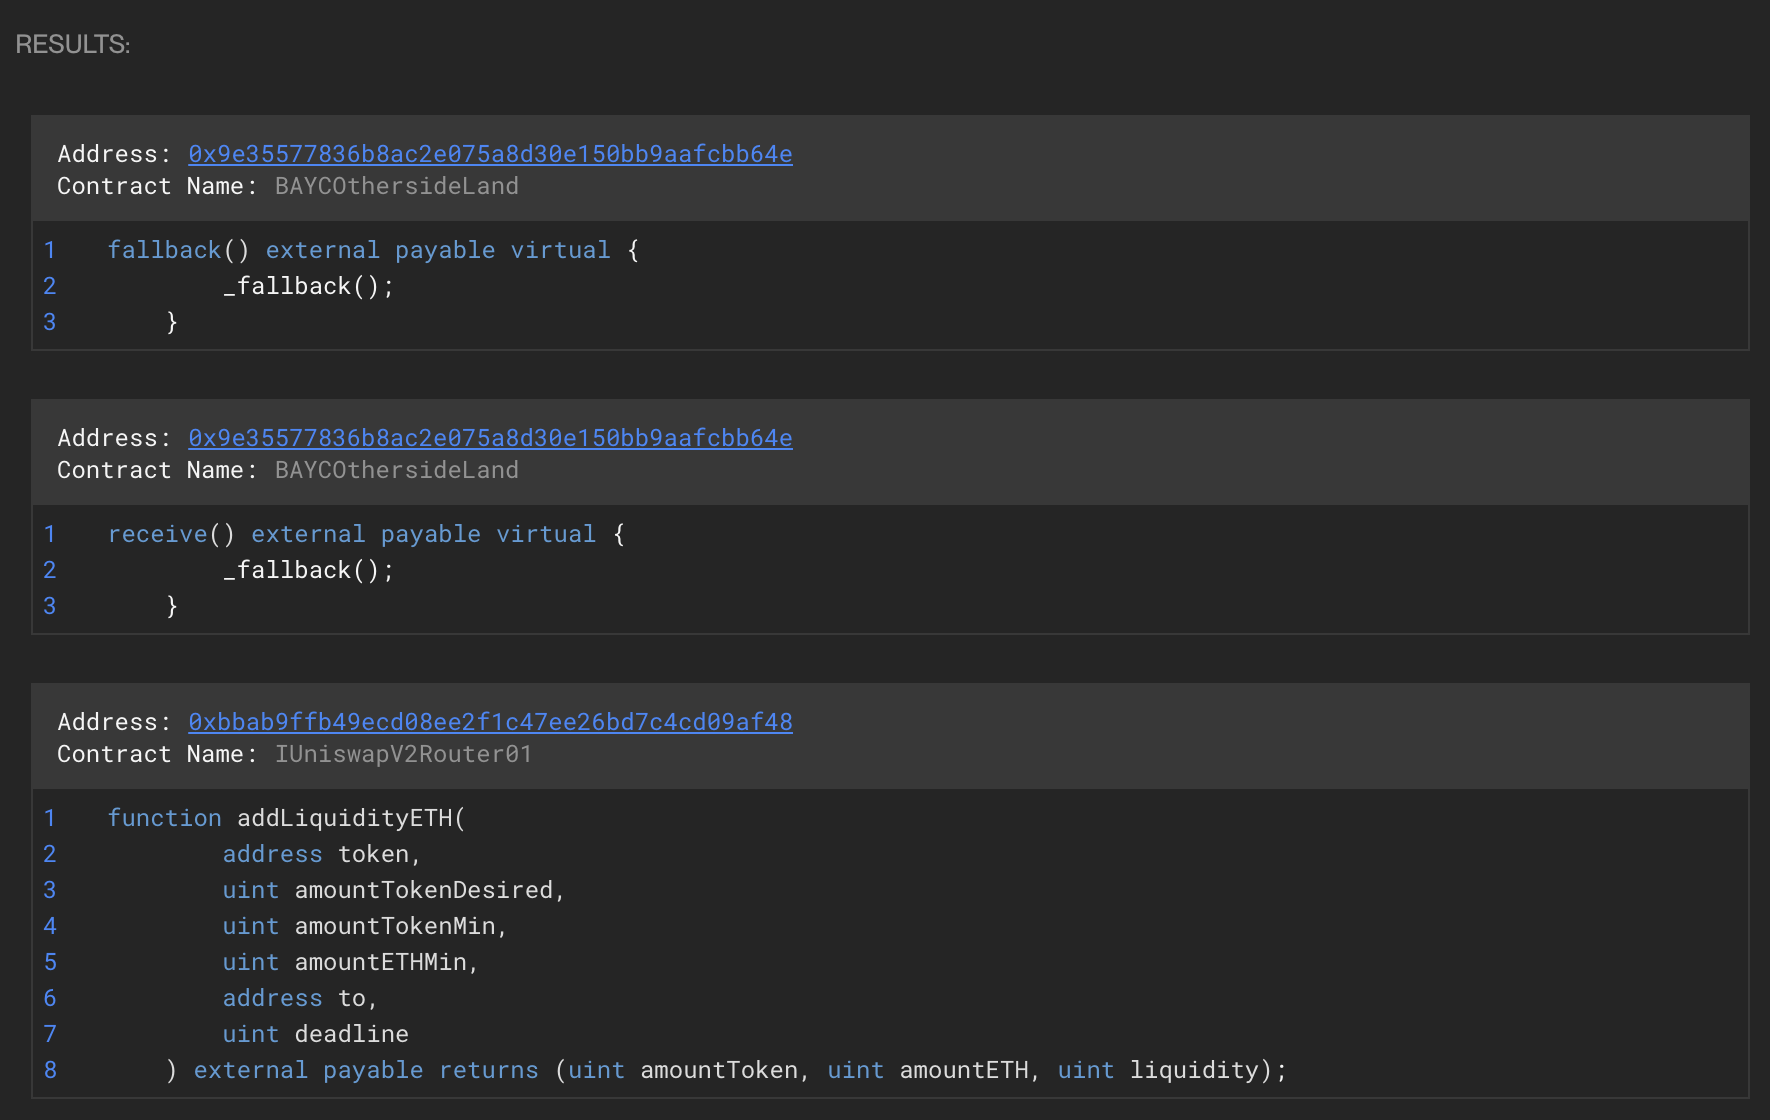 RESULTS:
Address: 0x9e35577836b8ac2e075a8d30e150bb9aafcbb64e
Contract Name: BAYCOthersideLand
1 fallback() external payable virtual {
2 _fallback();
3 }
Address: 0x9e35577836b8ac2e075a8d30e150bb9aafcbb64e
Contract Name: BAYCOthersideLand
1 receive() external payable virtual {
2 _fallback();
3 }
Address: 0xbbab9ffb49ecd08ee2f1c47ee26bd7c4cd09af48
Contract Name: IUniswapV2Router01
1 function addLiquidityETH(
2 address token,
3 uint amountTokenDesired,
4 uint amountTokenMin,
5 uint amountETHMin,
6 address to,
7 uint deadline
8 ) external payable returns (uint amountToken, uint amountETH, uint liquidity);